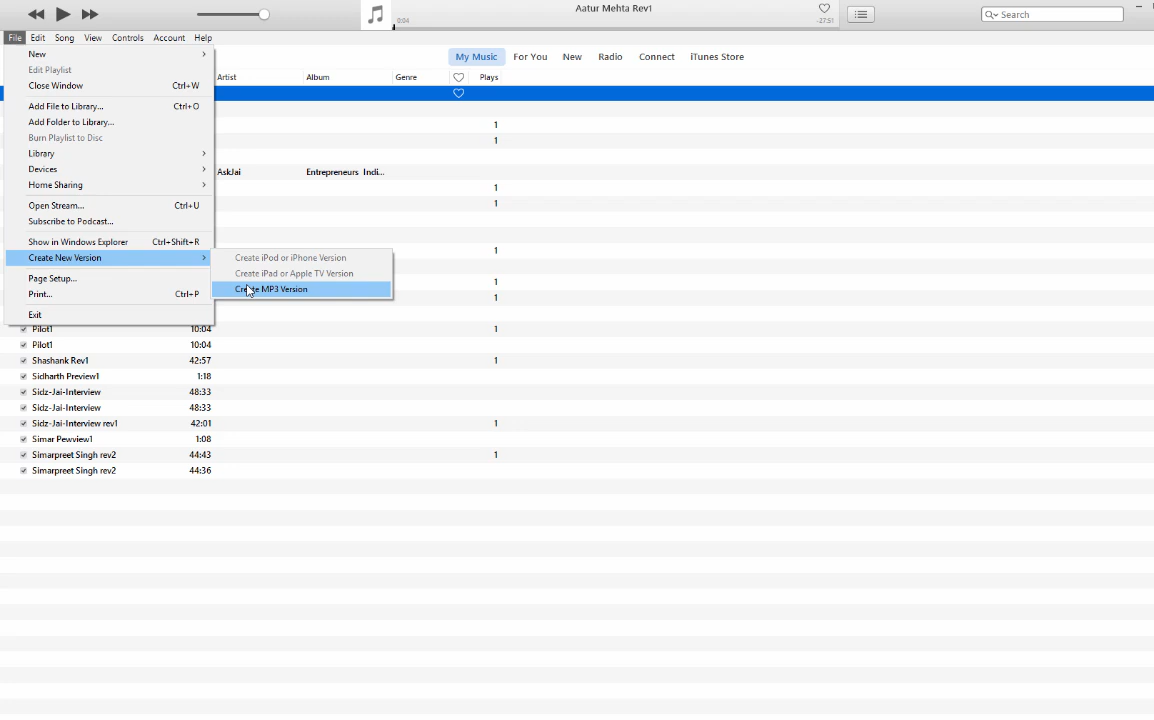 Aatur Mehta Rev1
0:04
-27:51
Search
File Edit Song View Controls Account Help
My Music For You New Radio Connect iTunes Store
Artist Album Genre Plays
New
Edit Playlist
Close Window Ctrl+W
Add File to Library... Ctrl+O
Add Folder to Library...
Burn Playlist to Disc
Library
Devices
Home Sharing
Open Stream... Ctrl+U
Subscribe to Podcast...
Show in Windows Explorer Ctrl+Shift+R
Create New Version
Page Setup...
Print... Ctrl+P
Exit
Create iPod or iPhone Version
Create iPad or Apple TV Version
Create MP3 Version
1
1
AskJai Entrepreneurs Indi...
1
1
1
1
1
Pilot1 10:04 1
Pilot1 10:04
Shashank Rev1 42:57 1
Sidharth Preview1 1:18
Sidz-Jai-Interview 48:33
Sidz-Jai-Interview 48:33
Sidz-Jai-Interview rev1 42:01 1
Simar Pewview1 1:08
Simarpreet Singh rev2 44:43 1
Simarpreet Singh rev2 44:36